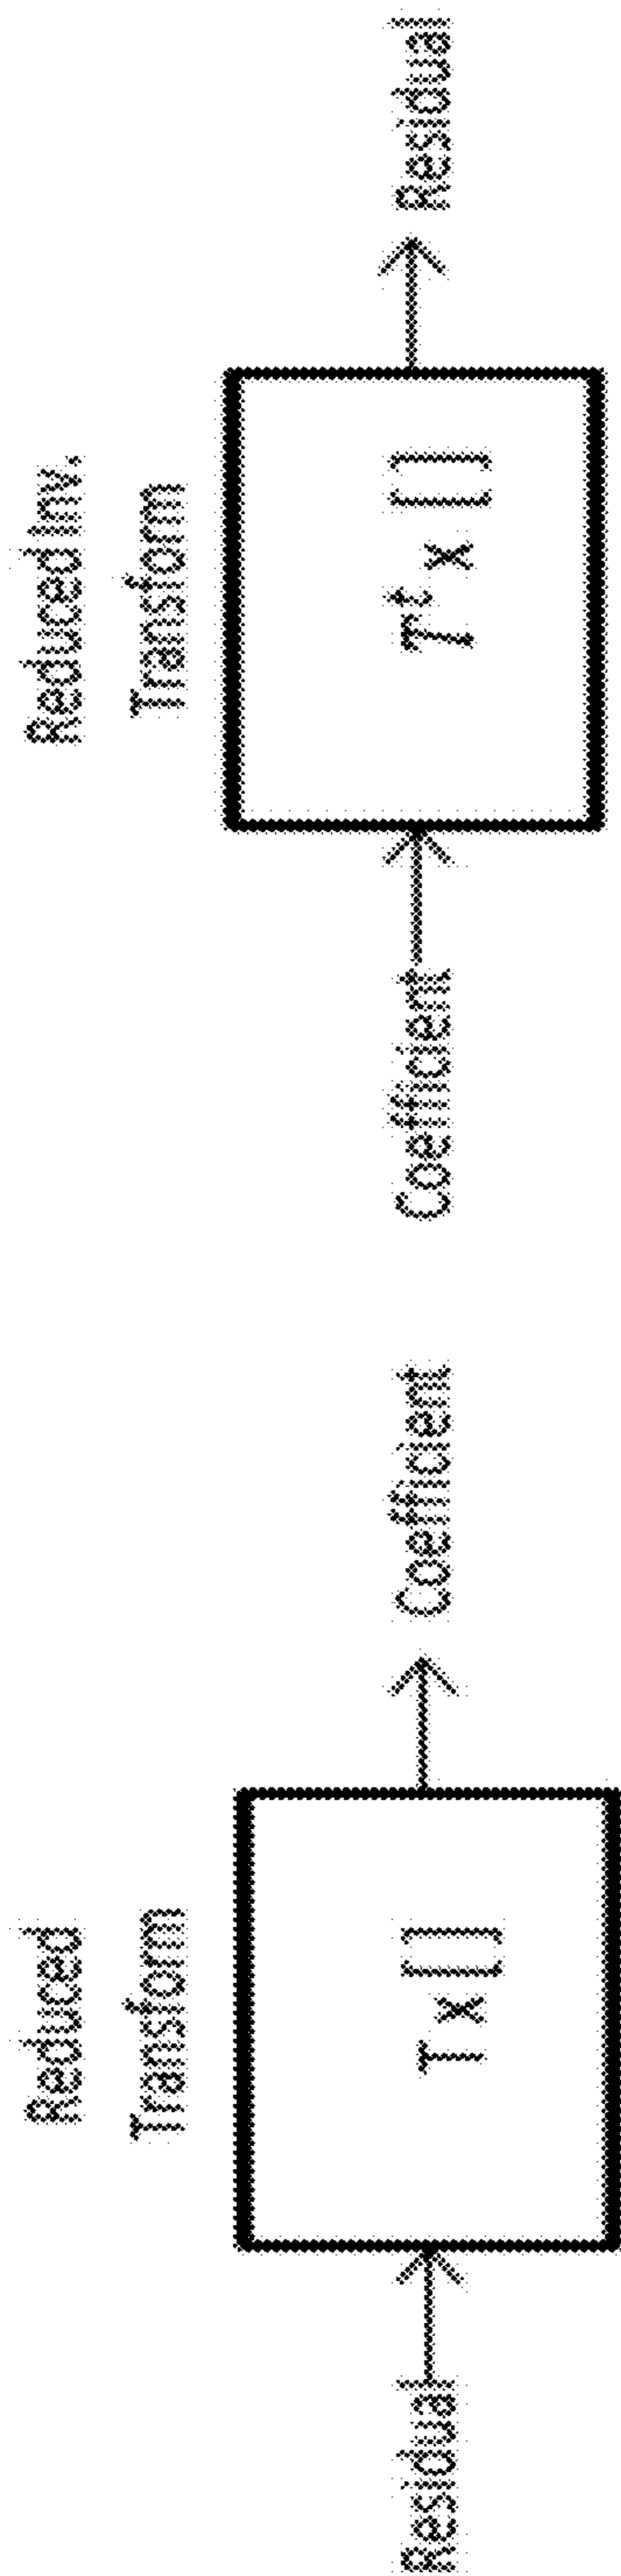 Reduced
Transform
Residual
T x []
Coefficient
Reduced Inv.
Transform
Coefficient
Tᵗ x []
Residual